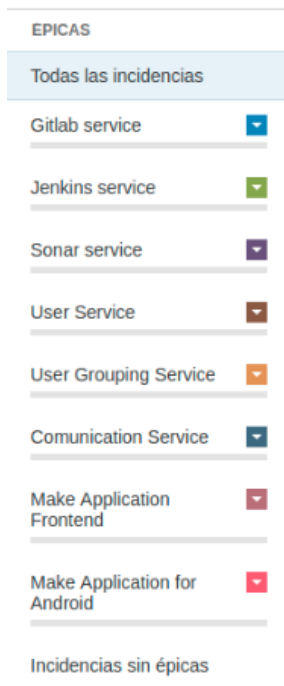 EPICAS
Todas las incidencias
Gitlab service
Jenkins service
Sonar service
User Service
User Grouping Service
Comunication Service
Make Application
Frontend
Make Application for
Android
Incidencias sin épicas